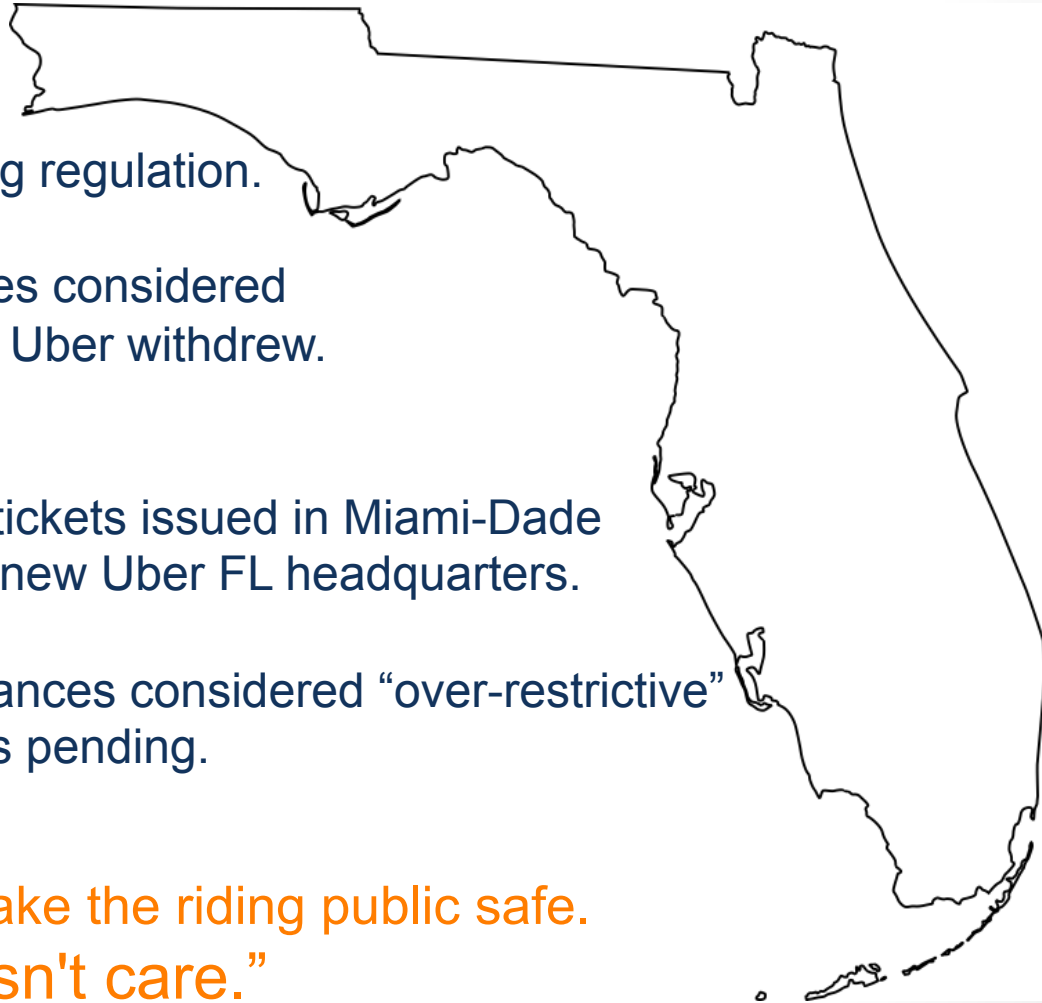 g regulation.
es considered
Uber withdrew.
tickets issued in Miami-Dade
new Uber FL headquarters.
ances considered “over-restrictive”
s pending.
ake the riding public safe.
sn't care.”